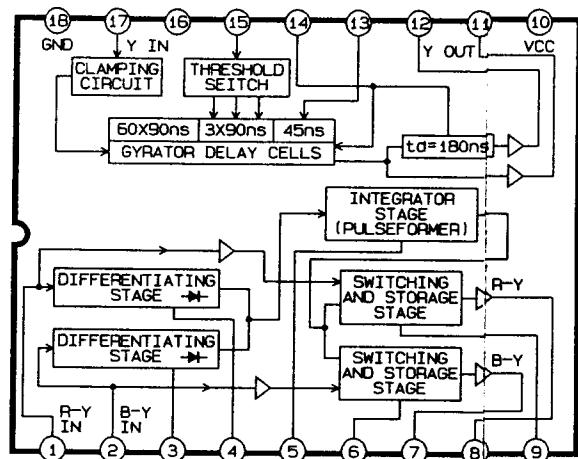 18 17 16 15 14 13 12 11 10
GND Y IN Y OUT VCC
CLAMPING
CIRCUIT
THRESHOLD
SEITCH
60X90ns 3X90ns 45ns
GYRATOR DELAY CELLS
td=180ns
INTEGRATOR
STAGE
(PULSEFORMER)
DIFFERENTIATING
STAGE
SWITCHING
AND STORAGE
STAGE
R-Y
DIFFERENTIATING
STAGE
SWITCHING
AND STORAGE
STAGE
B-Y
R-Y
IN
B-Y
IN
1 2 3 4 5 6 7 8 9